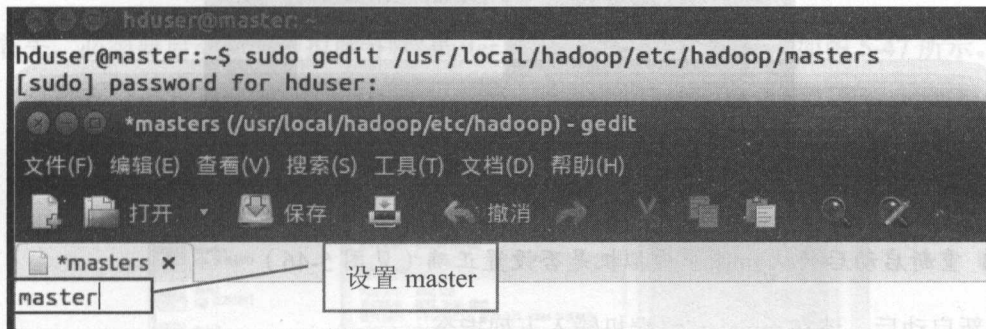 hduser@master: ~
hduser@master:~$ sudo gedit /usr/local/hadoop/etc/hadoop/masters
[sudo] password for hduser:
*masters (/usr/local/hadoop/etc/hadoop) - gedit
文件(F) 编辑(E) 查看(V) 搜索(S) 工具(T) 文档(D) 帮助(H)
打开 保存 撤消
*masters ×
设置 master
master